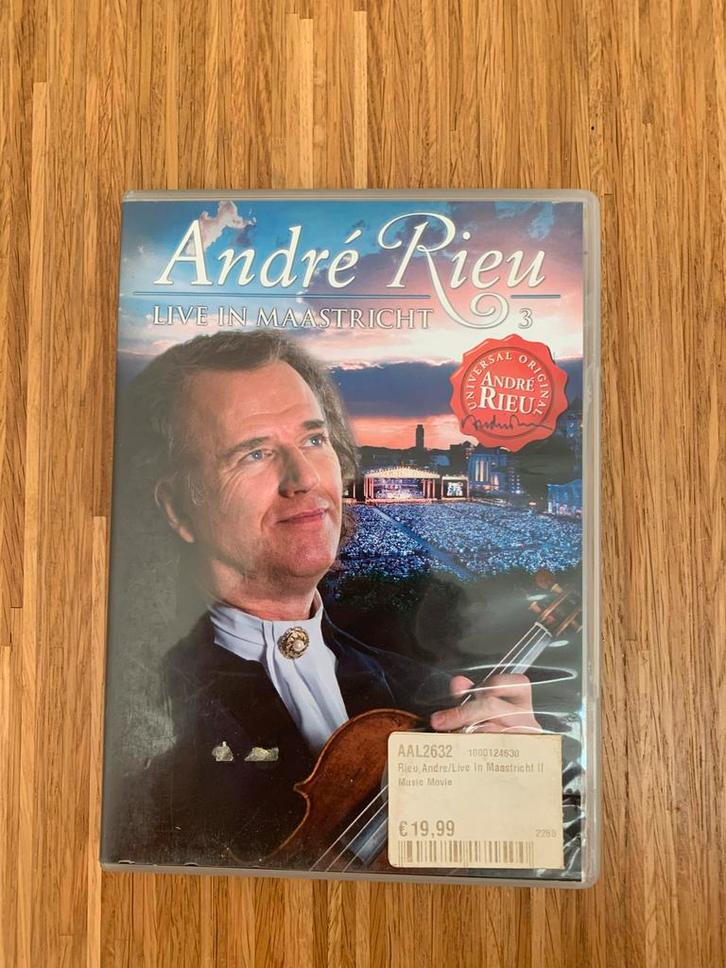 André Rieu
LIVE IN MAASTRICHT 3
UNIVERSAL ORIGINAL
ANDRÉ
RIEU
AAL2632 1000124630
Rieu,Andre/Live In Maastricht II
Music Movie
€19,99 2289